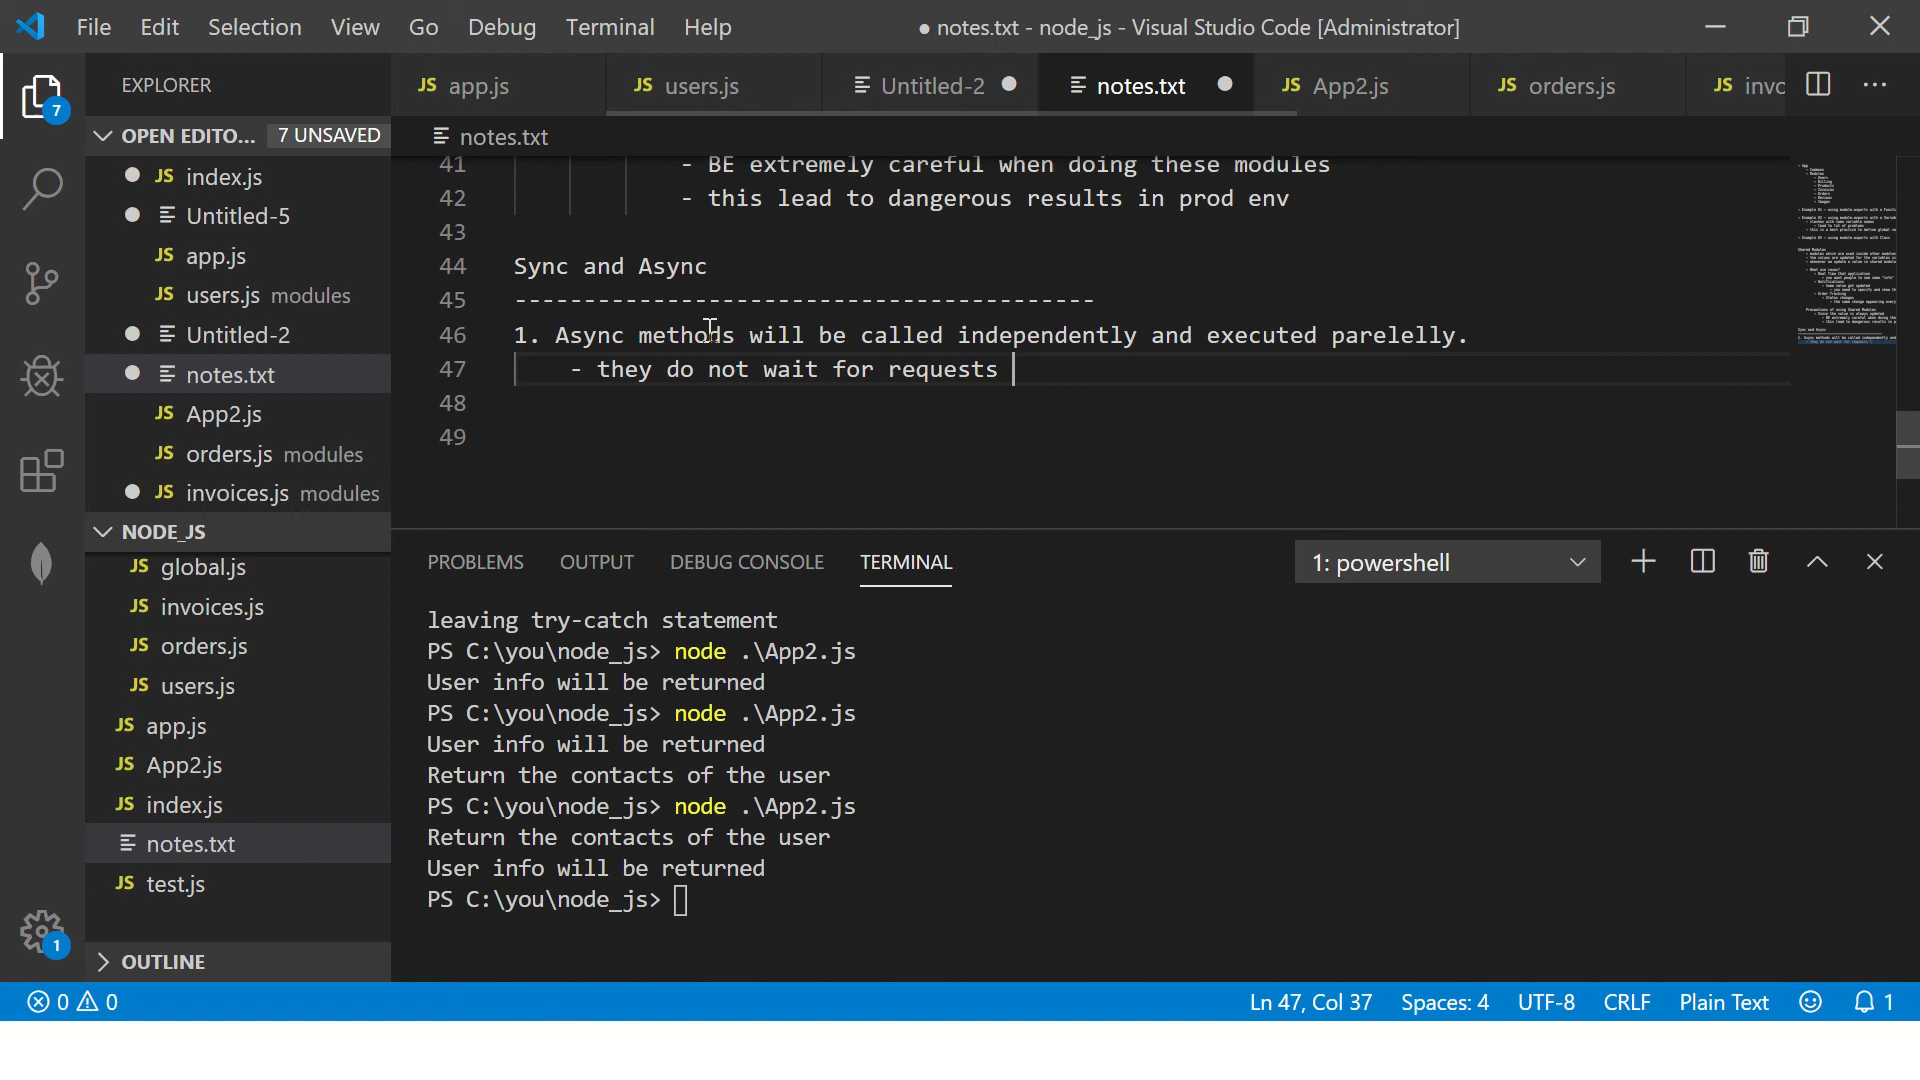 File Edit Selection View Go Debug Terminal Help
● notes.txt - node_js - Visual Studio Code [Administrator]
EXPLORER
JS app.js
JS users.js
Untitled-2
notes.txt
JS App2.js
JS orders.js
JS invo
7
OPEN EDITO... 7 UNSAVED
notes.txt
JS index.js
Untitled-5
JS app.js
JS users.js modules
Untitled-2
notes.txt
JS App2.js
JS orders.js modules
JS invoices.js modules
NODE_JS
JS global.js
JS invoices.js
JS orders.js
JS users.js
JS app.js
JS App2.js
JS index.js
notes.txt
JS test.js
1
OUTLINE
41 - BE extremely careful when doing these modules
42 - this lead to dangerous results in prod env
43
44 Sync and Async
45 ------------------------------------------
46 1. Async methods will be called independently and executed parelelly.
47 - they do not wait for requests
48
49
PROBLEMS OUTPUT DEBUG CONSOLE TERMINAL
1: powershell
leaving try-catch statement
PS C:\you\node_js> node .\App2.js
User info will be returned
PS C:\you\node_js> node .\App2.js
User info will be returned
Return the contacts of the user
PS C:\you\node_js> node .\App2.js
Return the contacts of the user
User info will be returned
PS C:\you\node_js>
0 0
Ln 47, Col 37 Spaces: 4 UTF-8 CRLF Plain Text 1